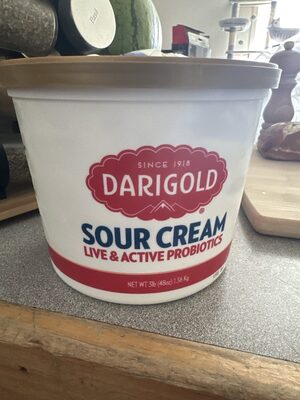 SINCE 1918
DARIGOLD
®
SOUR CREAM
LIVE & ACTIVE PROBIOTICS
NET WT 3lb (48oz) 1.36 Kg